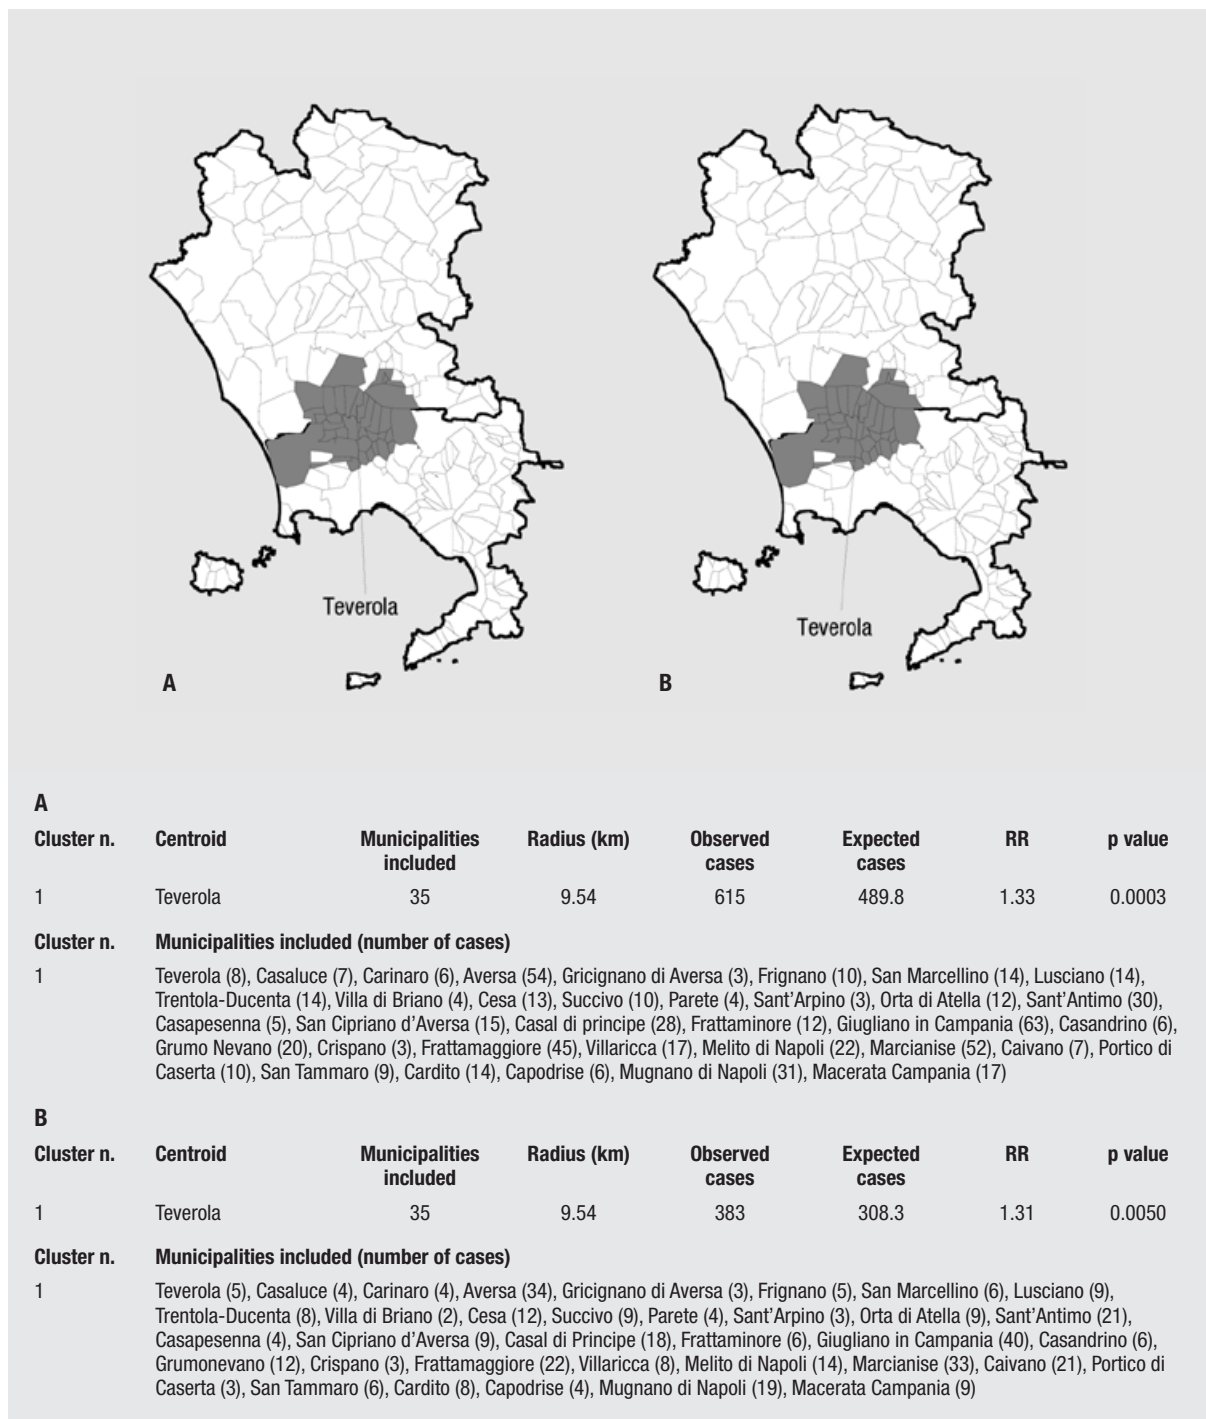 Teverola
Teverola
A
B
A
Cluster n. Centroid Municipalities included Radius (km) Observed cases Expected cases RR p value
1 Teverola 35 9.54 615 489.8 1.33 0.0003
Cluster n. Municipalities included (number of cases)
1 Teverola (8), Casaluce (7), Carinaro (6), Aversa (54), Gricignano di Aversa (3), Frignano (10), San Marcellino (14), Lusciano (14),
Trentola-Ducenta (14), Villa di Briano (4), Cesa (13), Succivo (10), Parete (4), Sant'Arpino (3), Orta di Atella (12), Sant'Antimo (30),
Casapesenna (5), San Cipriano d'Aversa (15), Casal di principe (28), Frattaminore (12), Giugliano in Campania (63), Casandrino (6),
Grumo Nevano (20), Crispano (3), Frattamaggiore (45), Villaricca (17), Melito di Napoli (22), Marcianise (52), Caivano (7), Portico di
Caserta (10), San Tammaro (9), Cardito (14), Capodrise (6), Mugnano di Napoli (31), Macerata Campania (17)
B
Cluster n. Centroid Municipalities included Radius (km) Observed cases Expected cases RR p value
1 Teverola 35 9.54 383 308.3 1.31 0.0050
Cluster n. Municipalities included (number of cases)
1 Teverola (5), Casaluce (4), Carinaro (4), Aversa (34), Gricignano di Aversa (3), Frignano (5), San Marcellino (6), Lusciano (9),
Trentola-Ducenta (8), Villa di Briano (2), Cesa (12), Succivo (9), Parete (4), Sant'Arpino (3), Orta di Atella (9), Sant'Antimo (21),
Casapesenna (4), San Cipriano d'Aversa (9), Casal di Principe (18), Frattaminore (6), Giugliano in Campania (40), Casandrino (6),
Grumonevano (12), Crispano (3), Frattamaggiore (22), Villaricca (8), Melito di Napoli (14), Marcianise (33), Caivano (21), Portico di
Caserta (3), San Tammaro (6), Cardito (8), Capodrise (4), Mugnano di Napoli (19), Macerata Campania (9)